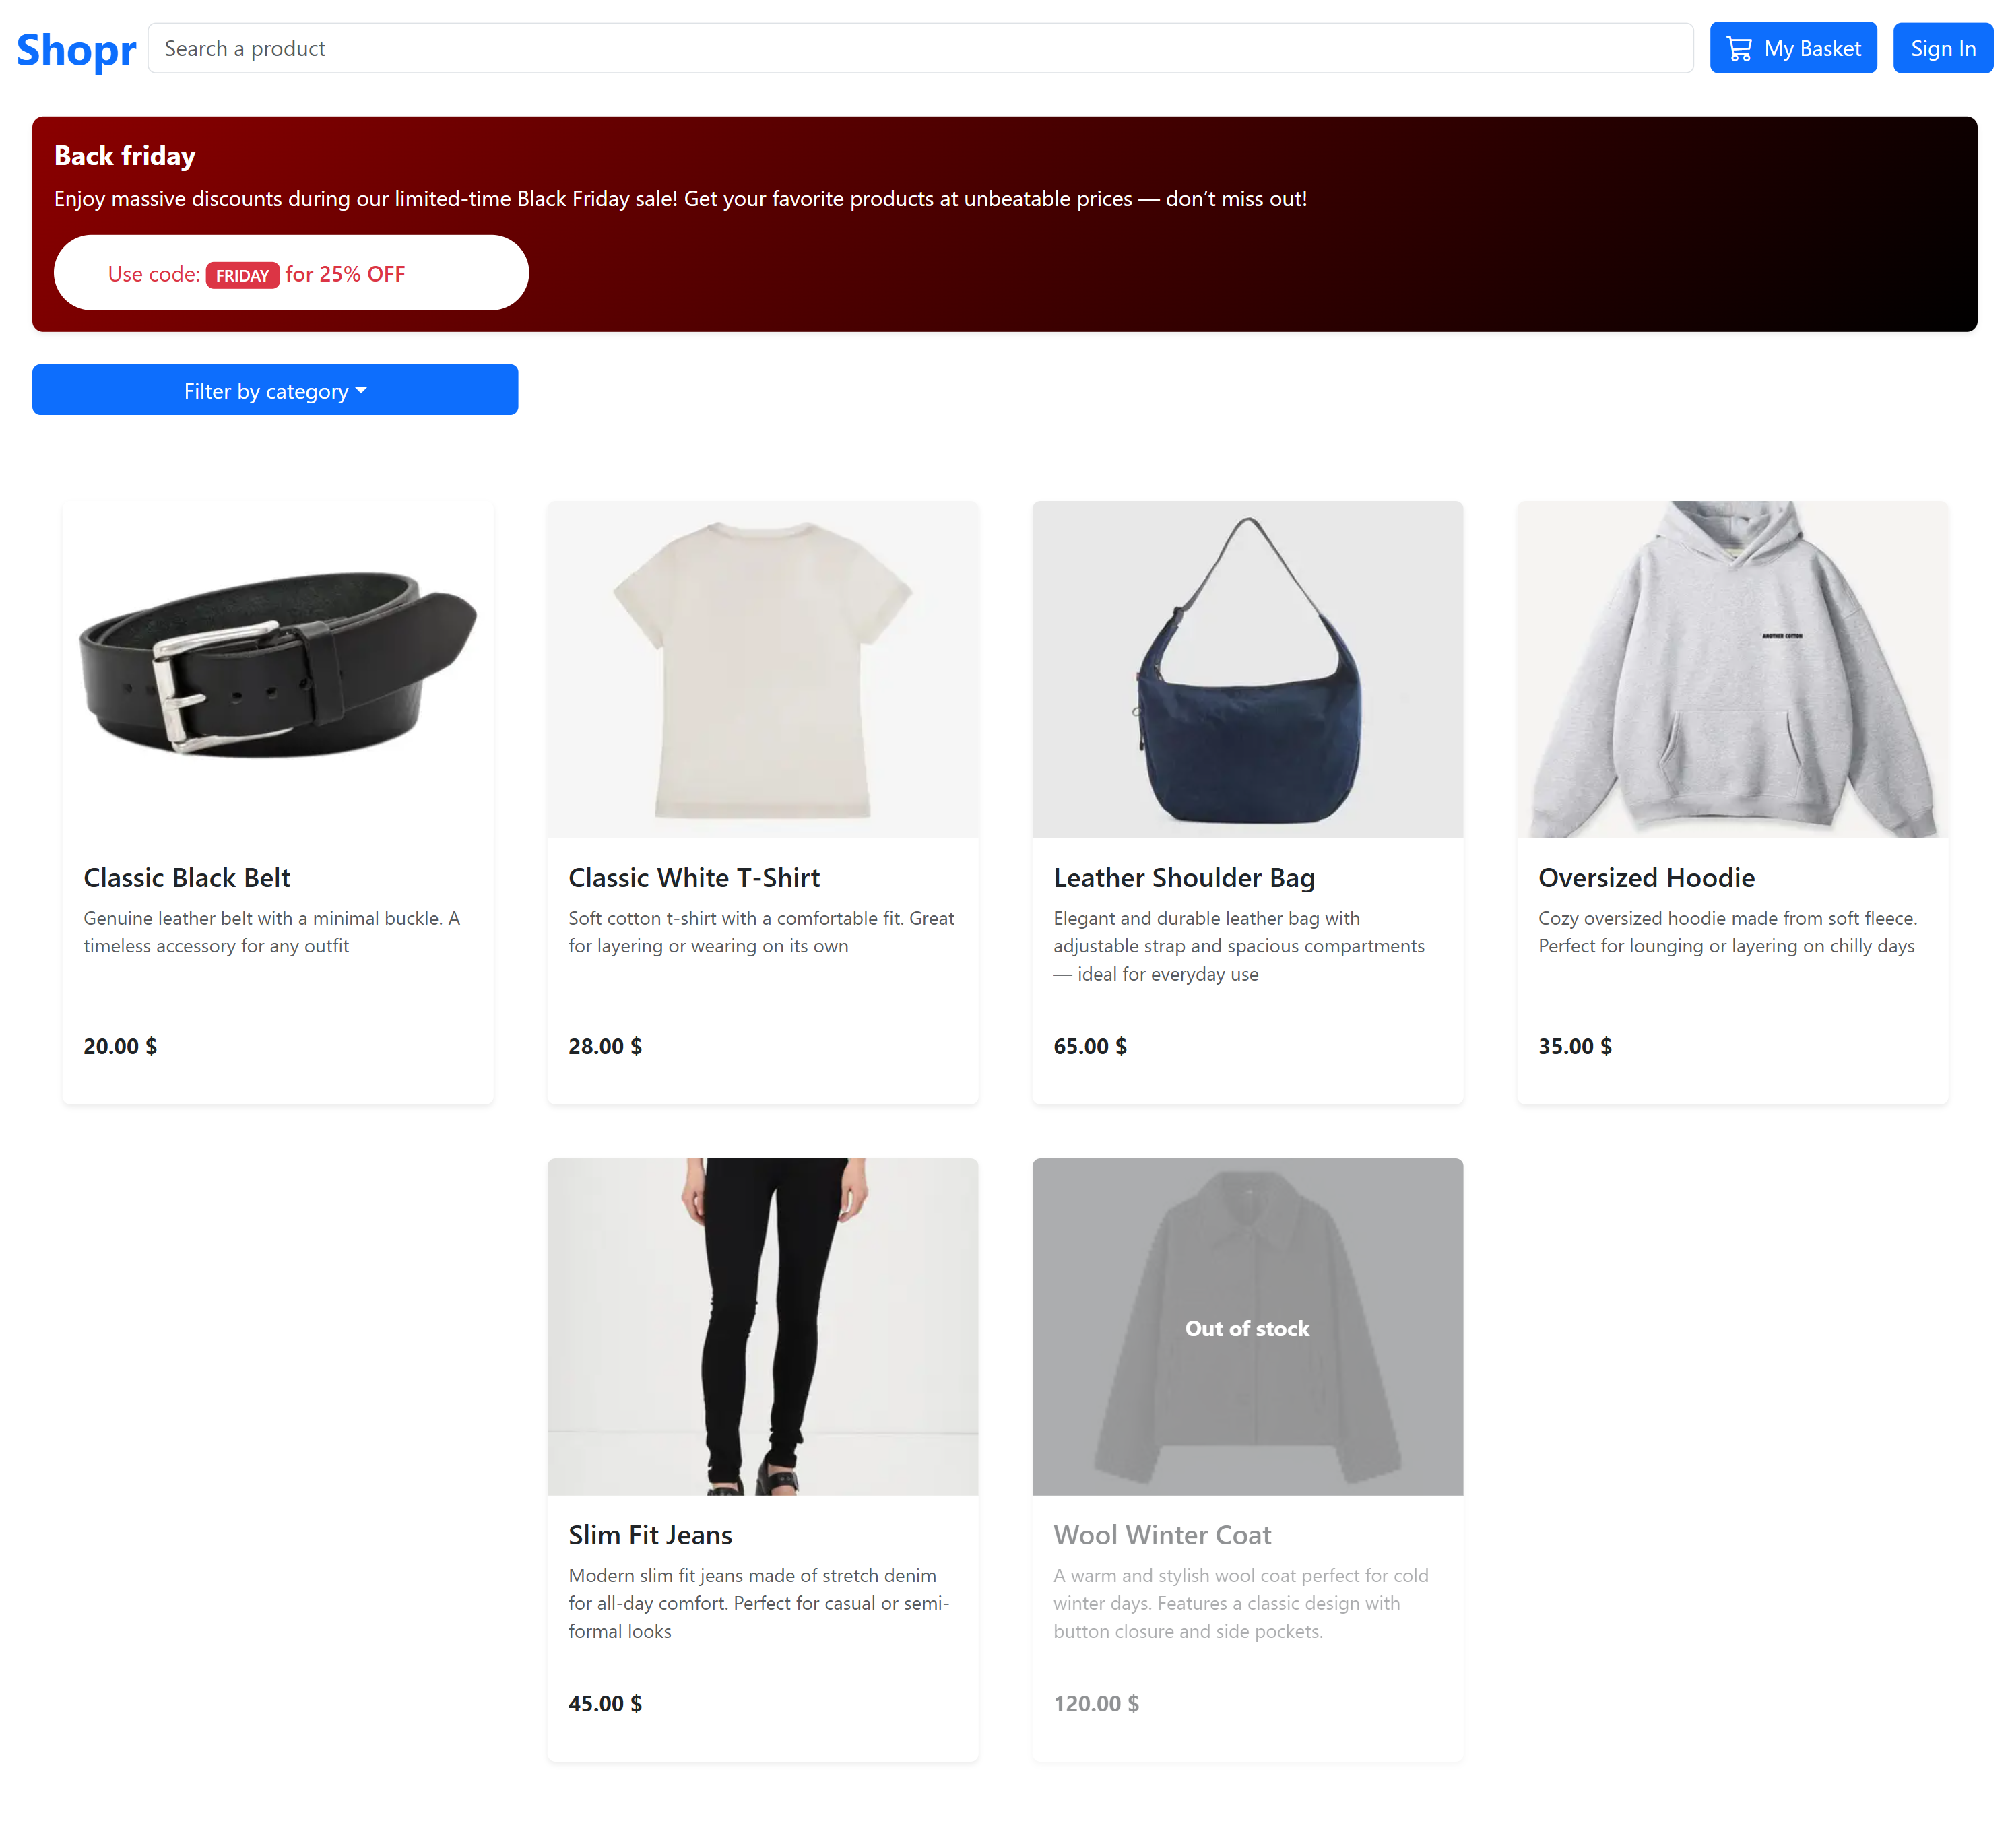 Shopr
Search a product
My Basket
Sign In
Back friday
Enjoy massive discounts during our limited-time Black Friday sale! Get your favorite products at unbeatable prices — don’t miss out!
Use code: FRIDAY for 25% OFF
Filter by category
ANOTHER COTTON
Classic Black Belt
Genuine leather belt with a minimal buckle. A
timeless accessory for any outfit
20.00 $
Classic White T-Shirt
Soft cotton t-shirt with a comfortable fit. Great
for layering or wearing on its own
28.00 $
Leather Shoulder Bag
Elegant and durable leather bag with
adjustable strap and spacious compartments
— ideal for everyday use
65.00 $
Oversized Hoodie
Cozy oversized hoodie made from soft fleece.
Perfect for lounging or layering on chilly days
35.00 $
Slim Fit Jeans
Modern slim fit jeans made of stretch denim
for all-day comfort. Perfect for casual or semi-
formal looks
45.00 $
Out of stock
Wool Winter Coat
A warm and stylish wool coat perfect for cold
winter days. Features a classic design with
button closure and side pockets.
120.00 $